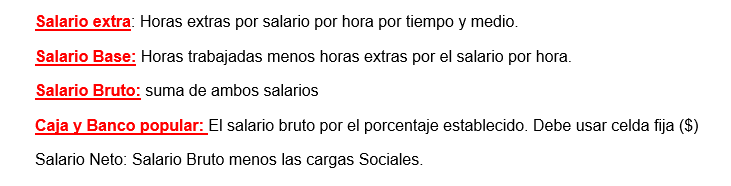 Salario extra: Horas extras por salario por hora por tiempo y medio.
Salario Base: Horas trabajadas menos horas extras por el salario por hora.
Salario Bruto: suma de ambos salarios
Caja y Banco popular: El salario bruto por el porcentaje establecido. Debe usar celda fija ($)
Salario Neto: Salario Bruto menos las cargas Sociales.